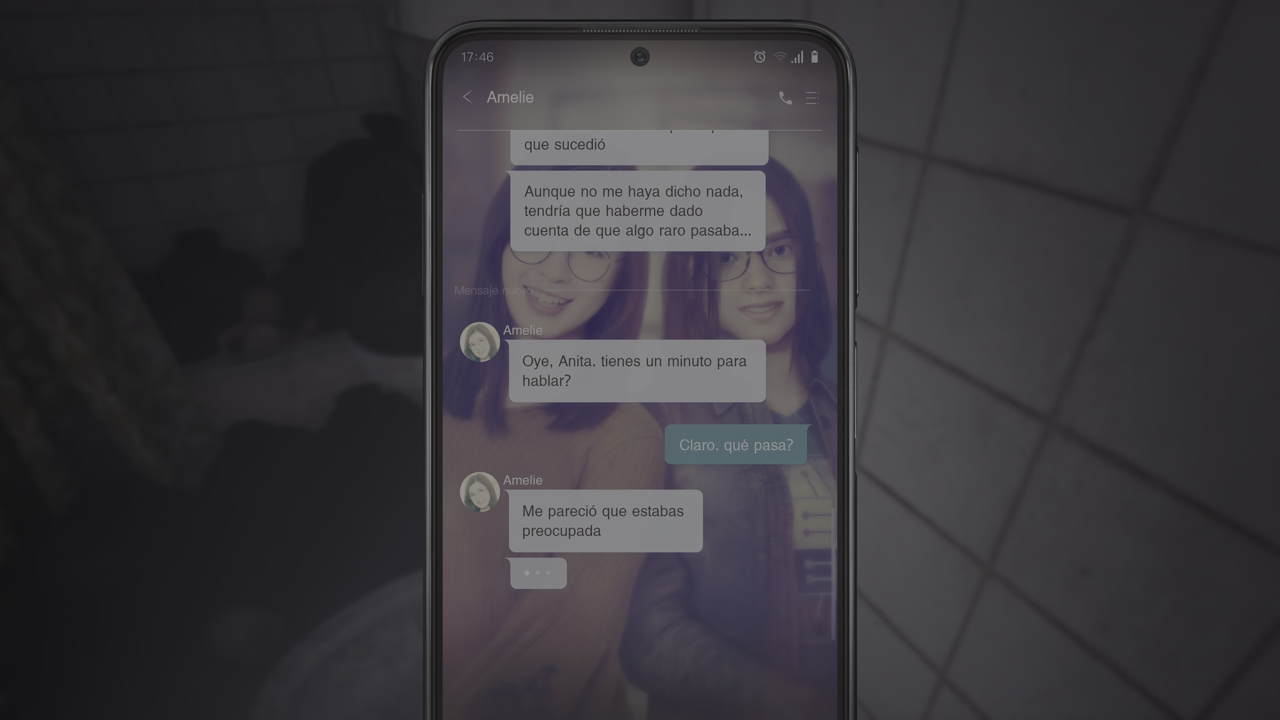 17:46
Amelie
que sucedió
Aunque no me haya dicho nada,
tendría que haberme dado
cuenta de que algo raro pasaba...
Mensaje nuevo
Amelie
Oye, Anita. tienes un minuto para
hablar?
Claro. qué pasa?
Amelie
Me pareció que estabas
preocupada